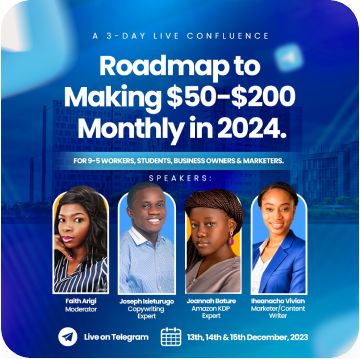 A 3-DAY LIVE CONFLUENCE
Roadmap to
Making $50-$200
Monthly in 2024.
FOR 9-5 WORKERS, STUDENTS, BUSINESS OWNERS & MARKETERS.
SPEAKERS:
Faith Arigi
Moderator
Joseph Isieturugo
Copywriting
Expert
Joannah Bature
Amazon KDP
Expert
Iheanacho Vivian
Marketer/Content
Writer
Live on Telegram
13th, 14th & 15th December, 2023